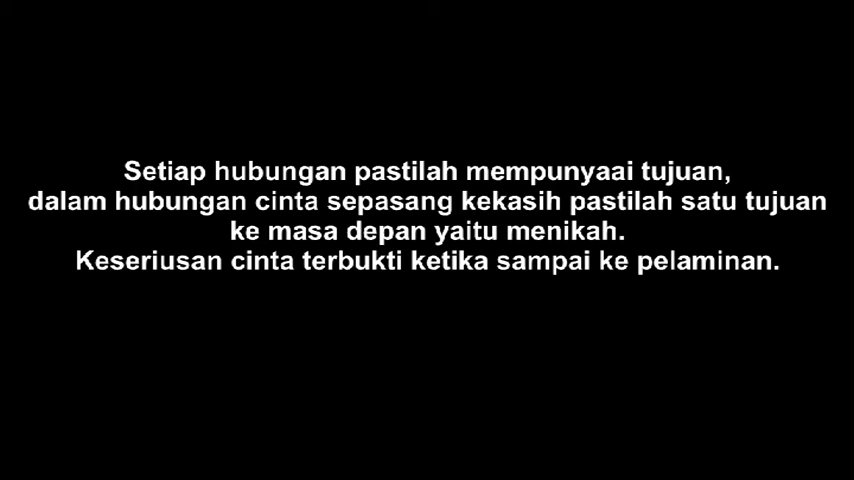 Setiap hubungan pastilah mempunyaai tujuan,
dalam hubungan cinta sepasang kekasih pastilah satu tujuan
ke masa depan yaitu menikah.
Keseriusan cinta terbukti ketika sampai ke pelaminan.